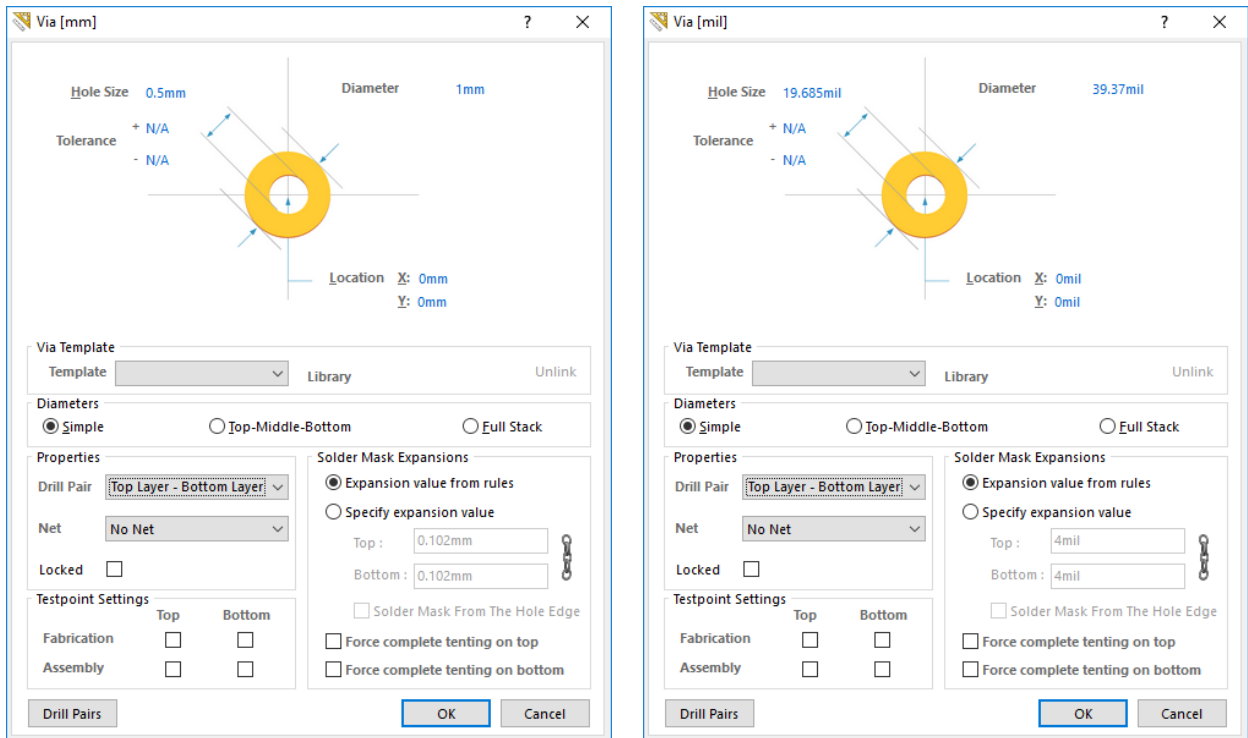 Via [mm] ? ×
Hole Size 0.5mm Diameter 1mm
+ N/A
Tolerance
- N/A
Location X: 0mm
Y: 0mm
Via Template
Template Library Unlink
Diameters
Simple Top-Middle-Bottom Full Stack
Properties
Drill Pair Top Layer - Bottom Layer
Net No Net
Locked
Solder Mask Expansions
Expansion value from rules
Specify expansion value
Top : 0.102mm
Bottom : 0.102mm
Solder Mask From The Hole Edge
Force complete tenting on top
Force complete tenting on bottom
Testpoint Settings
Top Bottom
Fabrication
Assembly
Drill Pairs OK Cancel
Via [mil] ? ×
Hole Size 19.685mil Diameter 39.37mil
+ N/A
Tolerance
- N/A
Location X: 0mil
Y: 0mil
Via Template
Template Library Unlink
Diameters
Simple Top-Middle-Bottom Full Stack
Properties
Drill Pair Top Layer - Bottom Layer
Net No Net
Locked
Solder Mask Expansions
Expansion value from rules
Specify expansion value
Top : 4mil
Bottom : 4mil
Solder Mask From The Hole Edge
Force complete tenting on top
Force complete tenting on bottom
Testpoint Settings
Top Bottom
Fabrication
Assembly
Drill Pairs OK Cancel